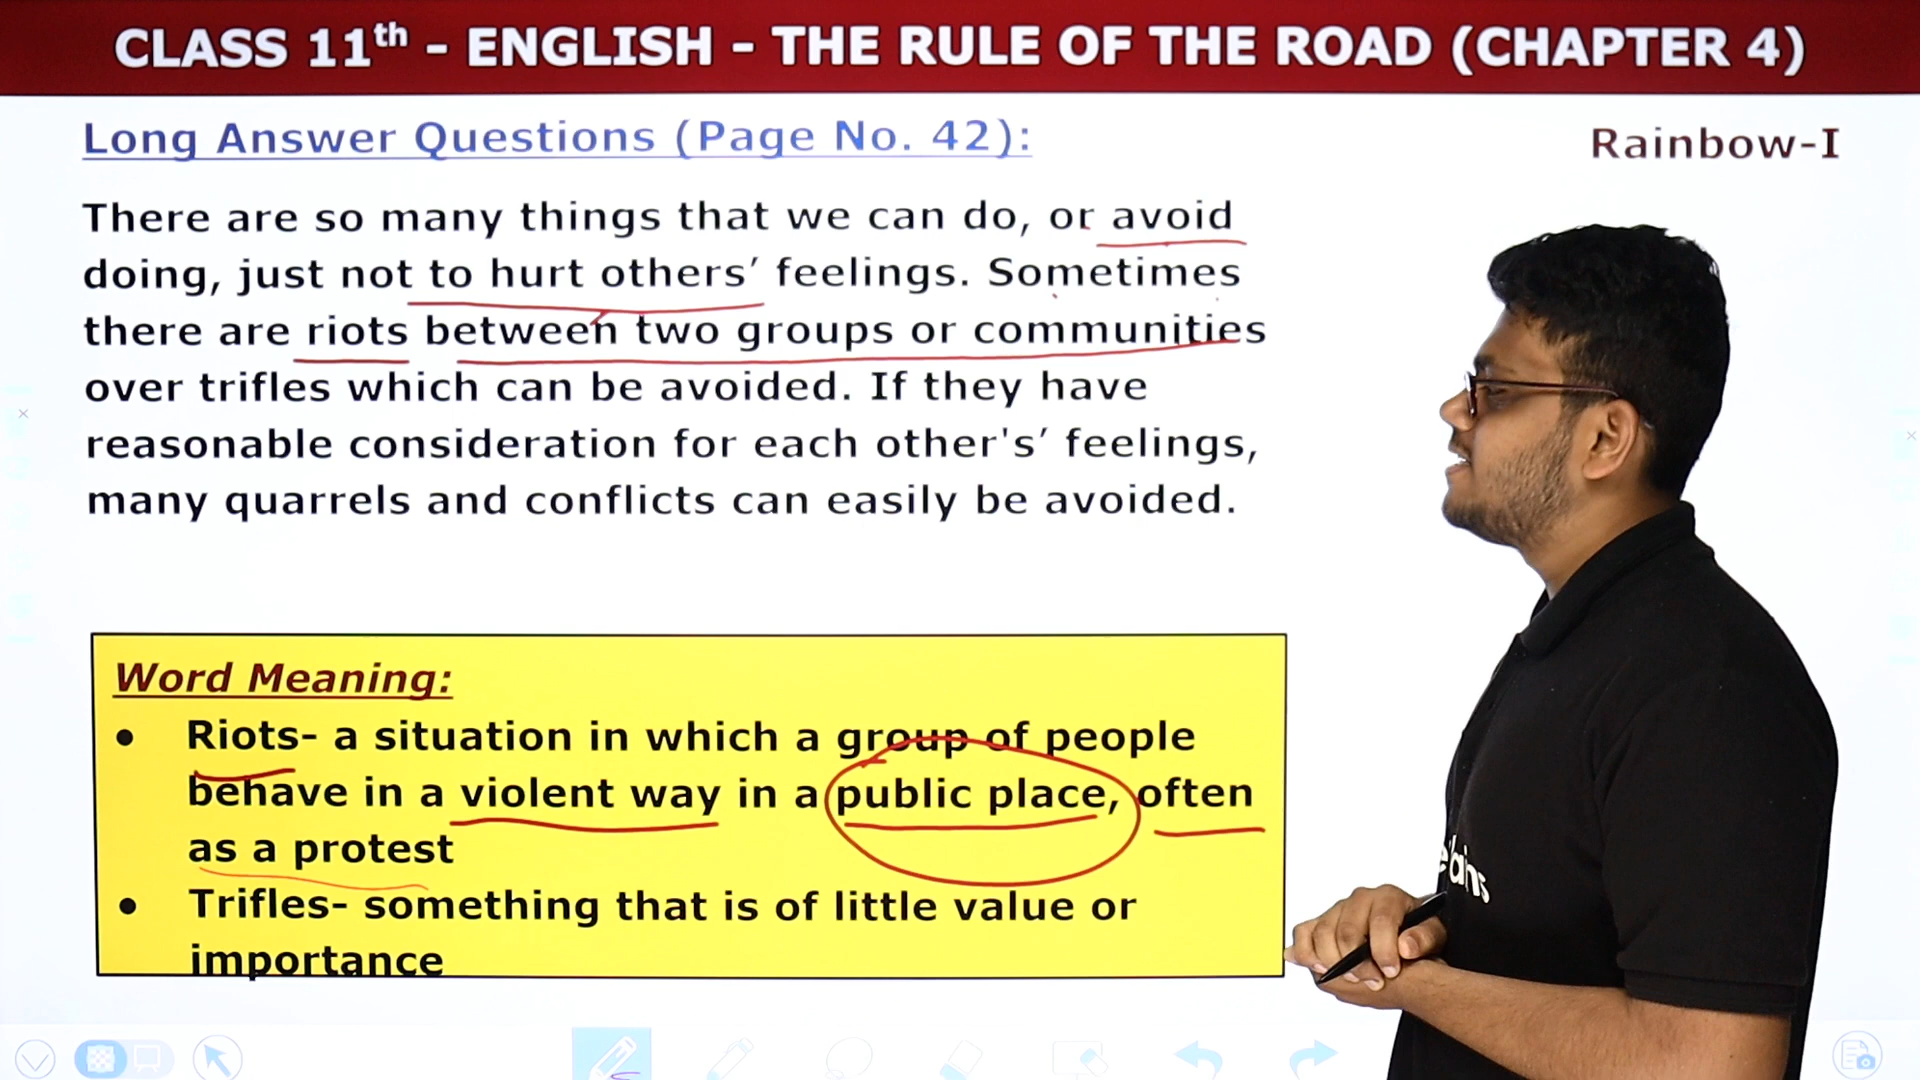 CLASS 11th - ENGLISH - THE RULE OF THE ROAD (CHAPTER 4)
Long Answer Questions (Page No. 42):
Rainbow-I
There are so many things that we can do, or avoid
doing, just not to hurt others’ feelings. Sometimes
there are riots between two groups or communities
over trifles which can be avoided. If they have
reasonable consideration for each other's’ feelings,
many quarrels and conflicts can easily be avoided.
Word Meaning:
● Riots- a situation in which a group of people
behave in a violent way in a public place, often
as a protest
● Trifles- something that is of little value or
importance